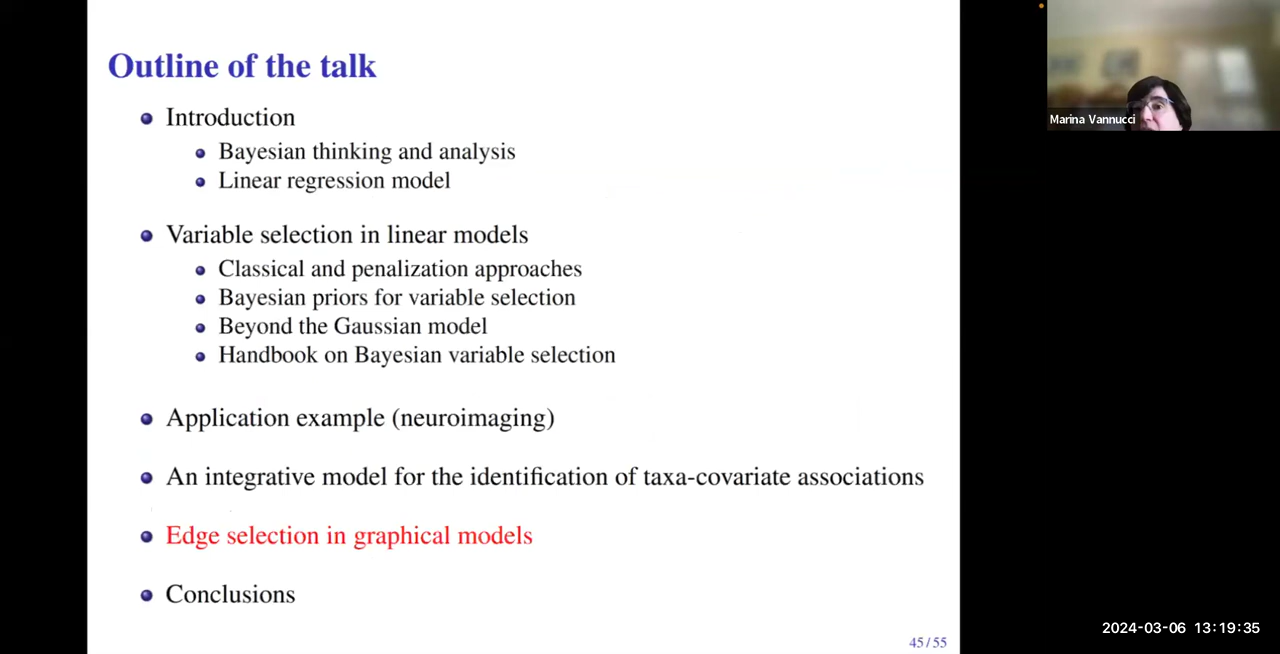 Outline of the talk
Introduction
Bayesian thinking and analysis
Linear regression model
Variable selection in linear models
Classical and penalization approaches
Bayesian priors for variable selection
Beyond the Gaussian model
Handbook on Bayesian variable selection
Application example (neuroimaging)
An integrative model for the identification of taxa-covariate associations
Edge selection in graphical models
Conclusions
45/55
Marina Vannucci
2024-03-06 13:19:35